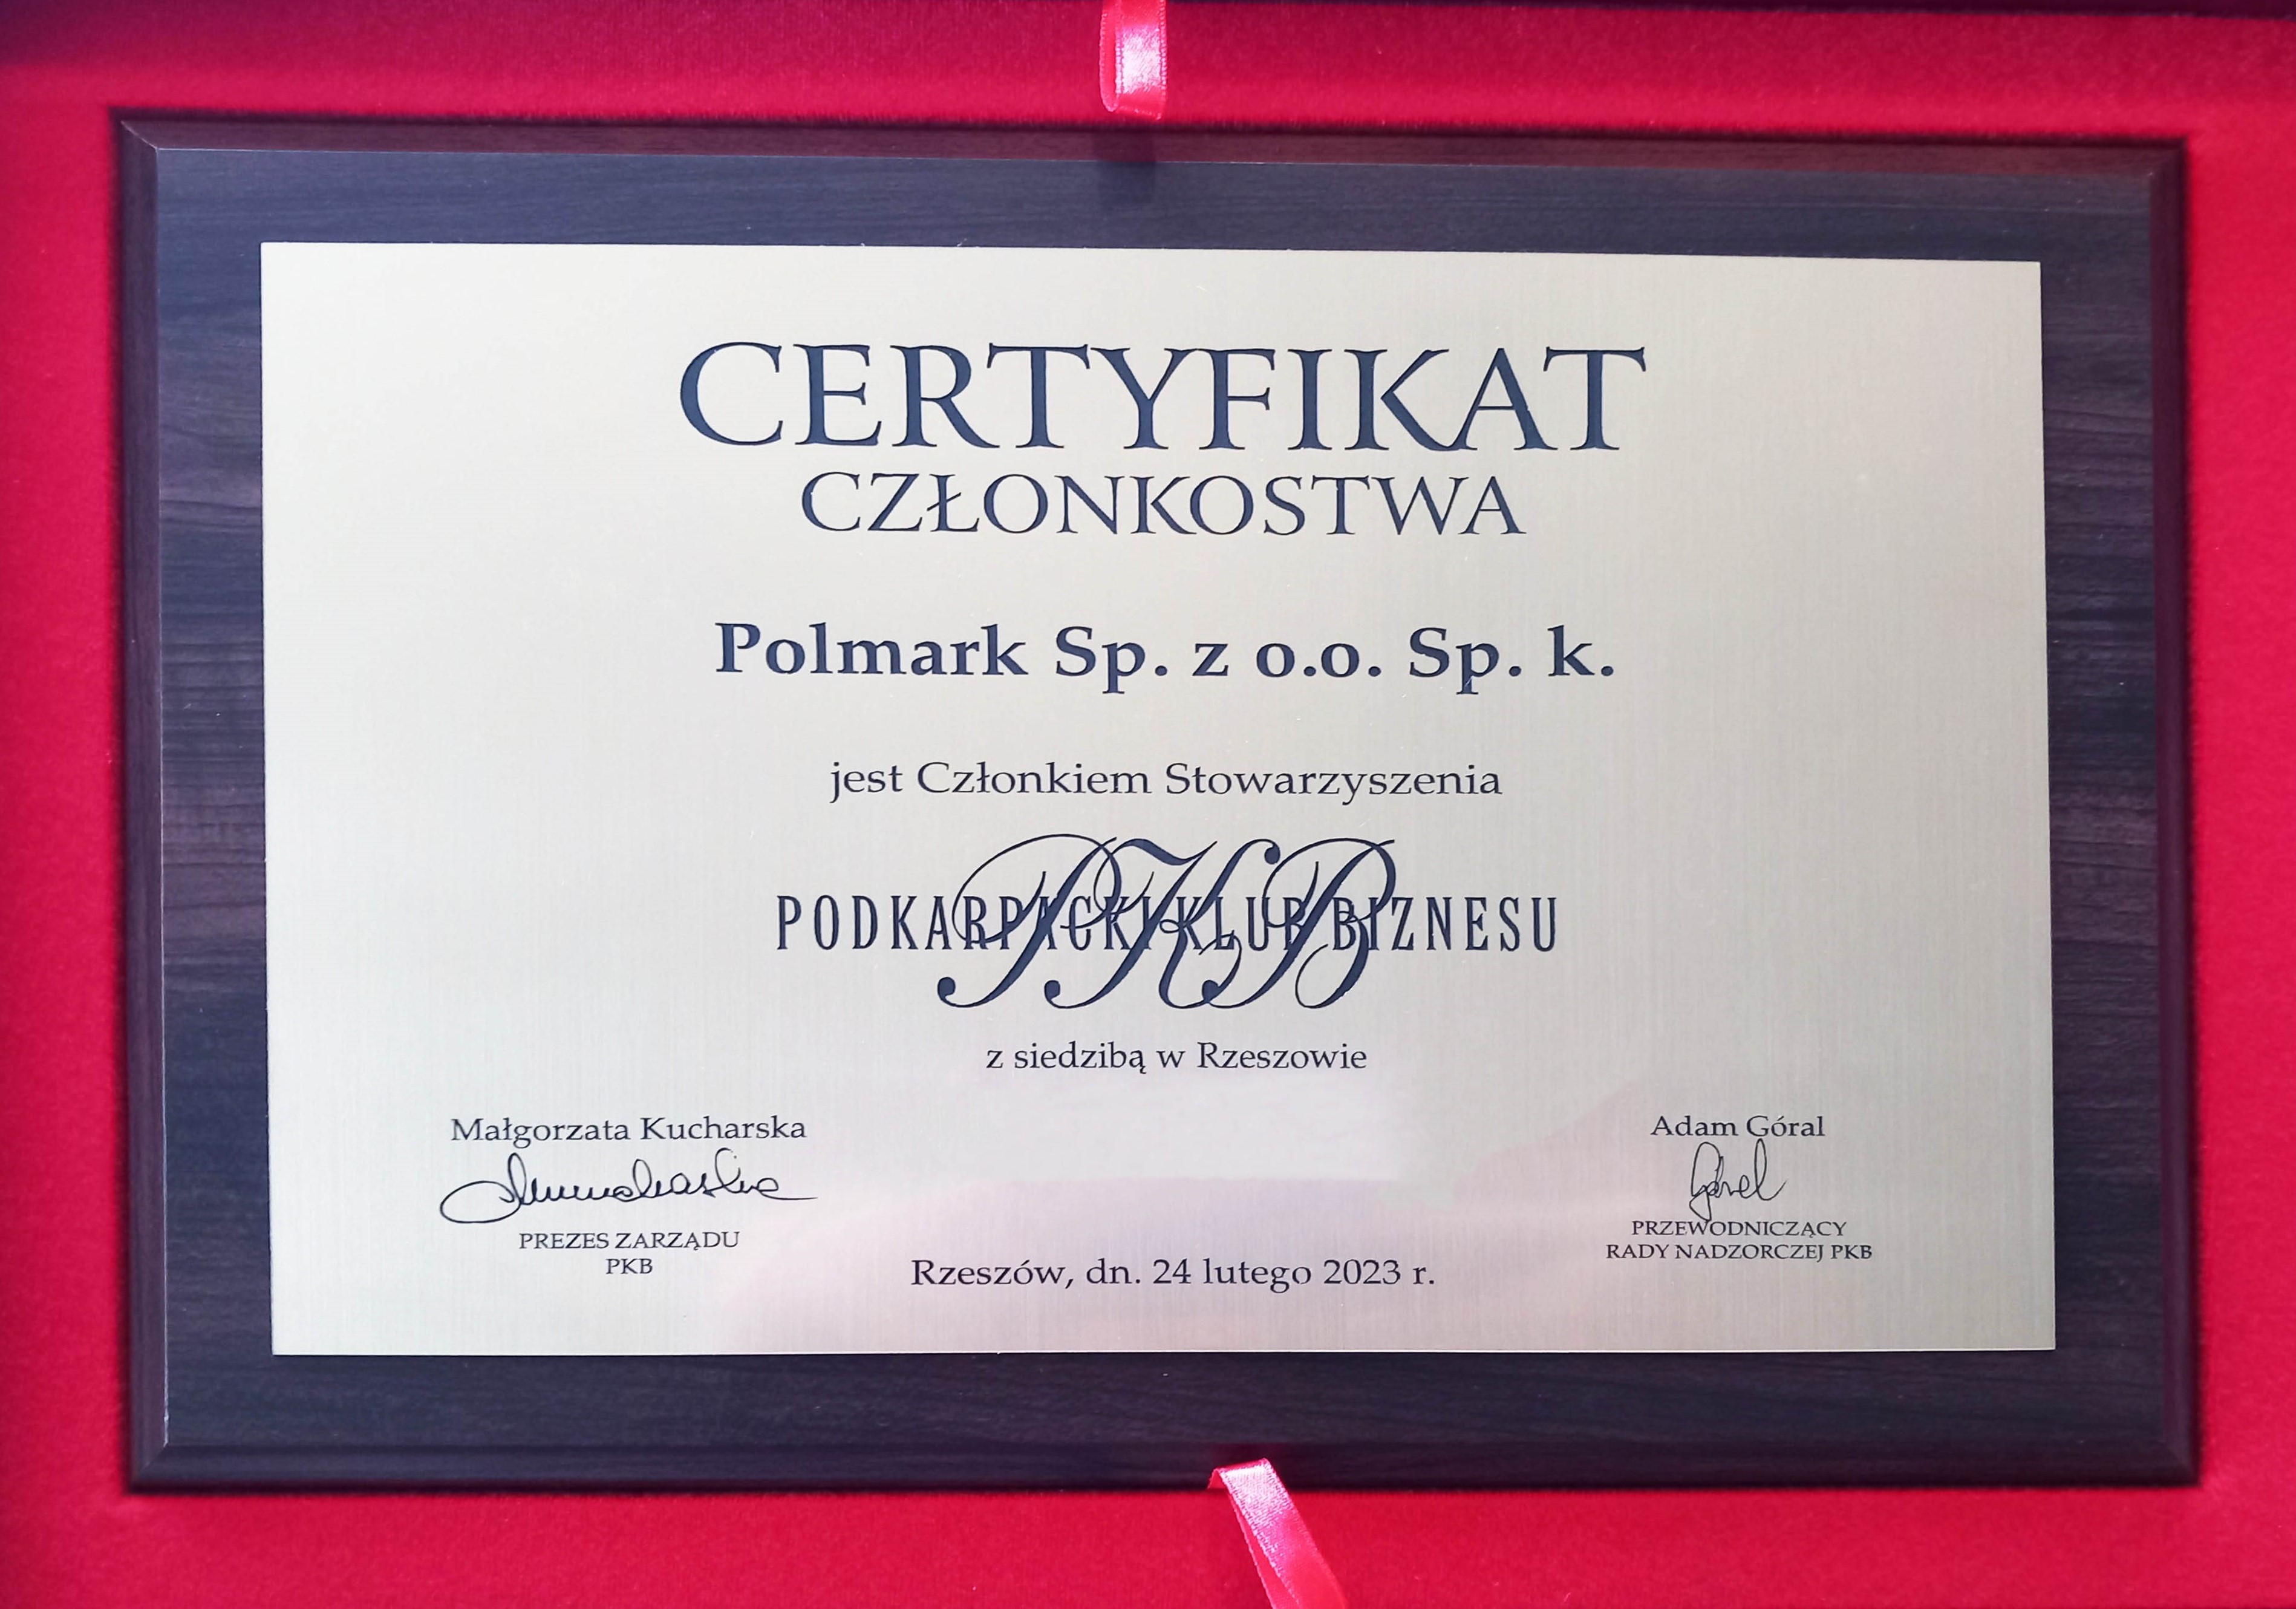 CERTYFIKAT
CZŁONKOSTWA
Polmark Sp. z o.o. Sp. k.
jest Członkiem Stowarzyszenia
PKB
PODKARPACKI KLUB BIZNESU
z siedzibą w Rzeszowie
Małgorzata Kucharska
PREZES ZARZĄDU
PKB
Adam Góral
Góral
PRZEWODNICZĄCY
RADY NADZORCZEJ PKB
Rzeszów, dn. 24 lutego 2023 r.